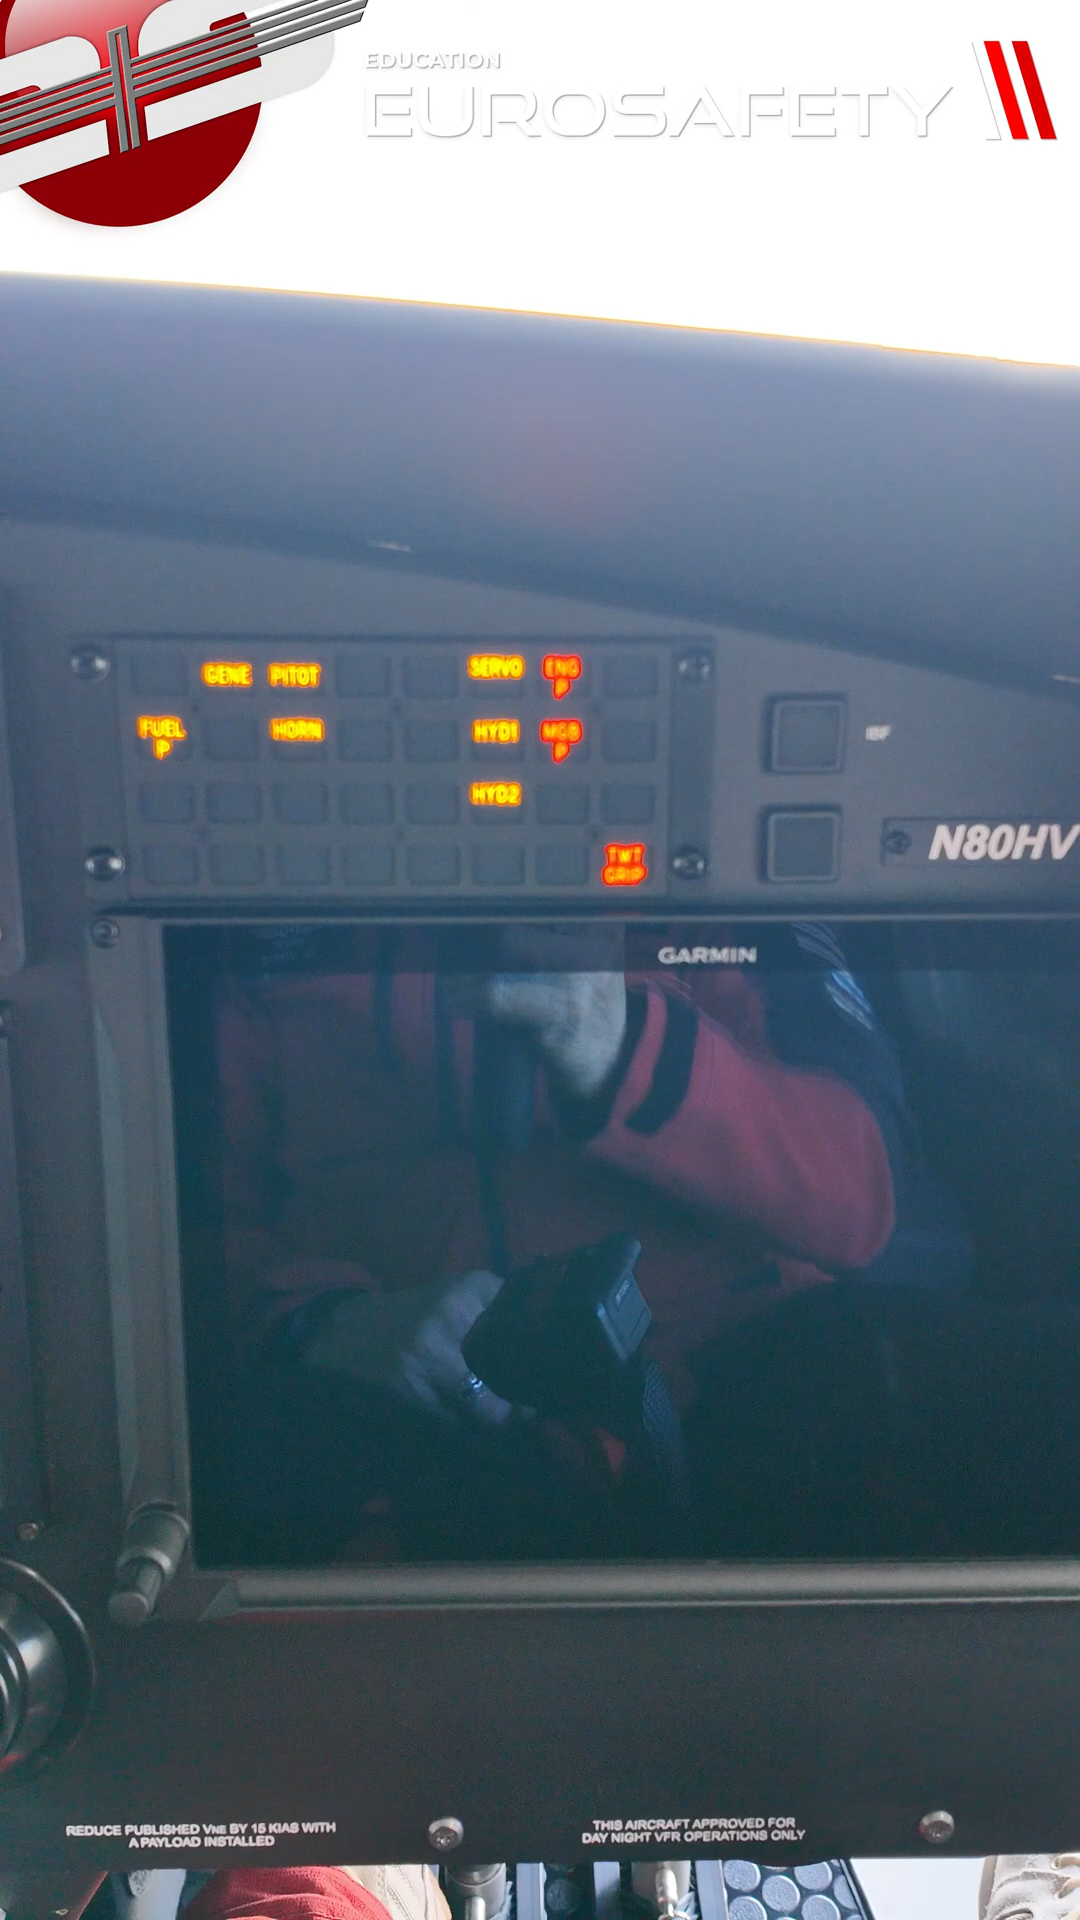 EDUCATION
EUROSAFETY
GENE PITOT SERVO ENG P
FUEL P HORN HYD1 MGB P
HYD2
TWT GRIP
IBF
N80HV
GARMIN
REDUCE PUBLISHED VNE BY 15 KIAS WITH
A PAYLOAD INSTALLED
THIS AIRCRAFT APPROVED FOR
DAY NIGHT VFR OPERATIONS ONLY